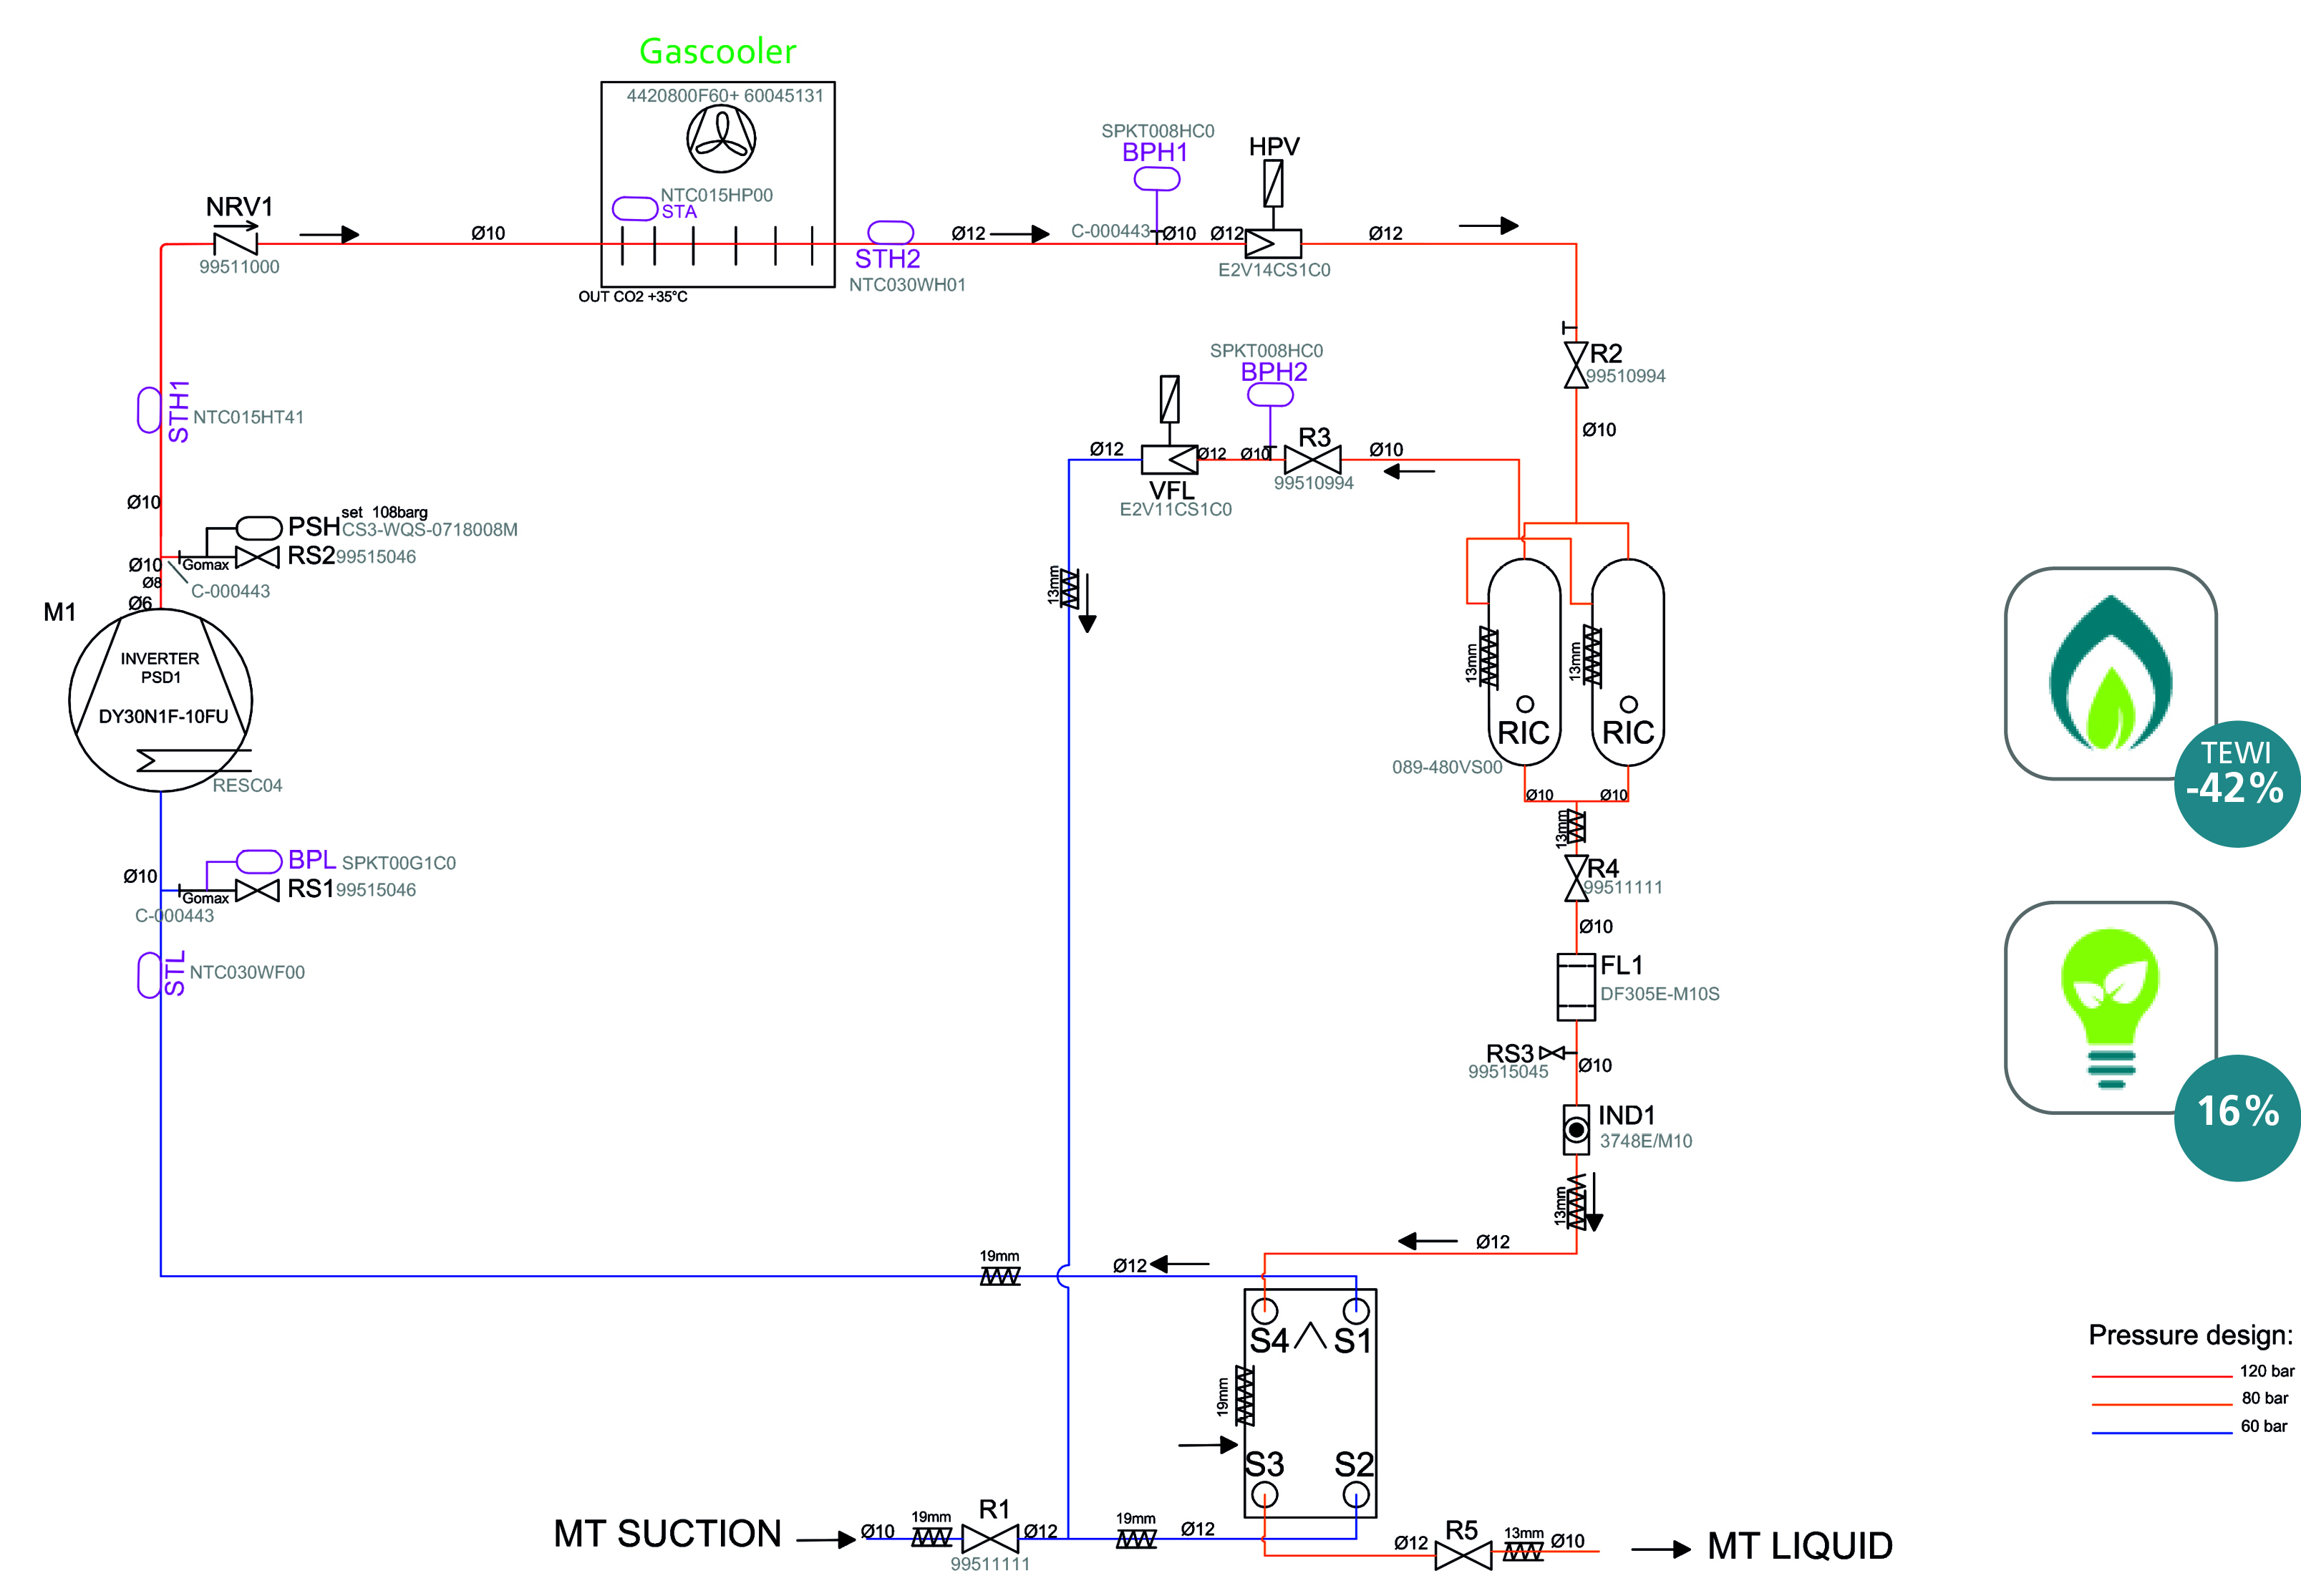 Gascooler
4420800F60+ 60045131
NTC015HP00
STA
OUT CO2 +35°C
NRV1
99511000
Ø10
STH2
NTC030WH01
Ø12
SPKT008HC0
BPH1
C-000443
Ø10
Ø12
HPV
E2V14CS1C0
Ø12
R2
99510994
Ø10
SPKT008HC0
BPH2
Ø12
VFL
E2V11CS1C0
Ø12
Ø10
R3
99510994
Ø10
STH1
NTC015HT41
Ø10
PSH
set 108barg
CS3-WQS-0718008M
RS2
99515046
Gomax
Ø10
Ø8
C-000443
Ø6
M1
INVERTER
PSD1
DY30N1F-10FU
RESC04
13mm
13mm
13mm
RIC
RIC
089-480VS00
Ø10
Ø10
13mm
R4
99511111
Ø10
FL1
DF305E-M10S
RS3
99515045
Ø10
IND1
3748E/M10
13mm
Ø12
BPL
SPKT00G1C0
RS1
99515046
Gomax
Ø10
C-000443
STL
NTC030WF00
19mm
Ø12
S4
S1
19mm
S3
S2
MT SUCTION
Ø10
19mm
R1
99511111
Ø12
19mm
Ø12
Ø12
R5
13mm
Ø10
MT LIQUID
TEWI
-42%
16%
Pressure design:
120 bar
80 bar
60 bar